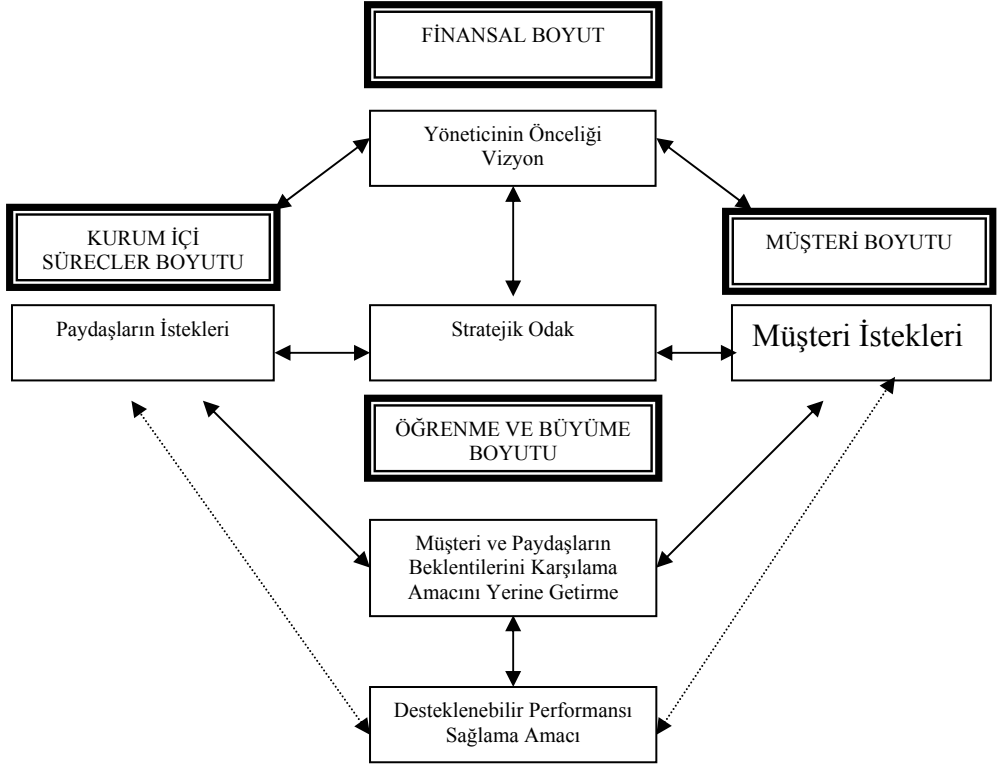 FİNANSAL BOYUT
Yöneticinin Önceliği
Vizyon
KURUM İÇİ
SÜRECLER BOYUTU
MÜŞTERİ BOYUTU
Paydaşların İstekleri
Stratejik Odak
Müşteri İstekleri
ÖĞRENME VE BÜYÜME
BOYUTU
Müşteri ve Paydaşların
Beklentilerini Karşılama
Amacını Yerine Getirme
Desteklenebilir Performansı
Sağlama Amacı